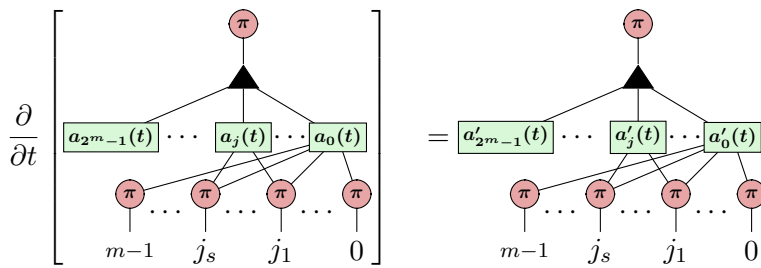 π π
∂/∂t [ a_{2^m-1}(t) ··· a_j(t) ··· a_0(t) ] = a'_{2^m-1}(t) ··· a'_j(t) ··· a'_0(t)
π ··· π ··· π ··· π π ··· π ··· π ··· π
m−1 j_s j_1 0 m−1 j_s j_1 0